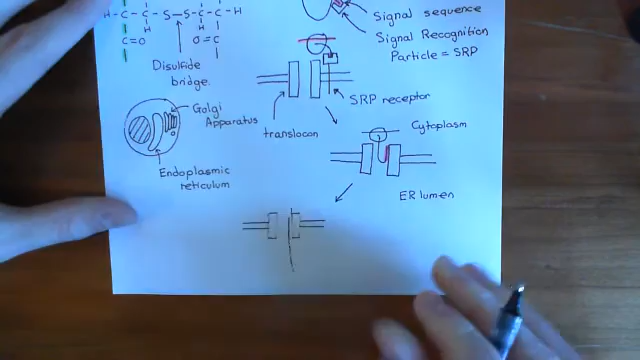 H-C-C-S-S-C-C-H
H
H
C=O
O=C
Signal sequence
Signal Recognition
Particle = SRP
Disulfide
bridge
SRP receptor
Golgi
Apparatus
translocon
Cytoplasm
Endoplasmic
reticulum
ER lumen